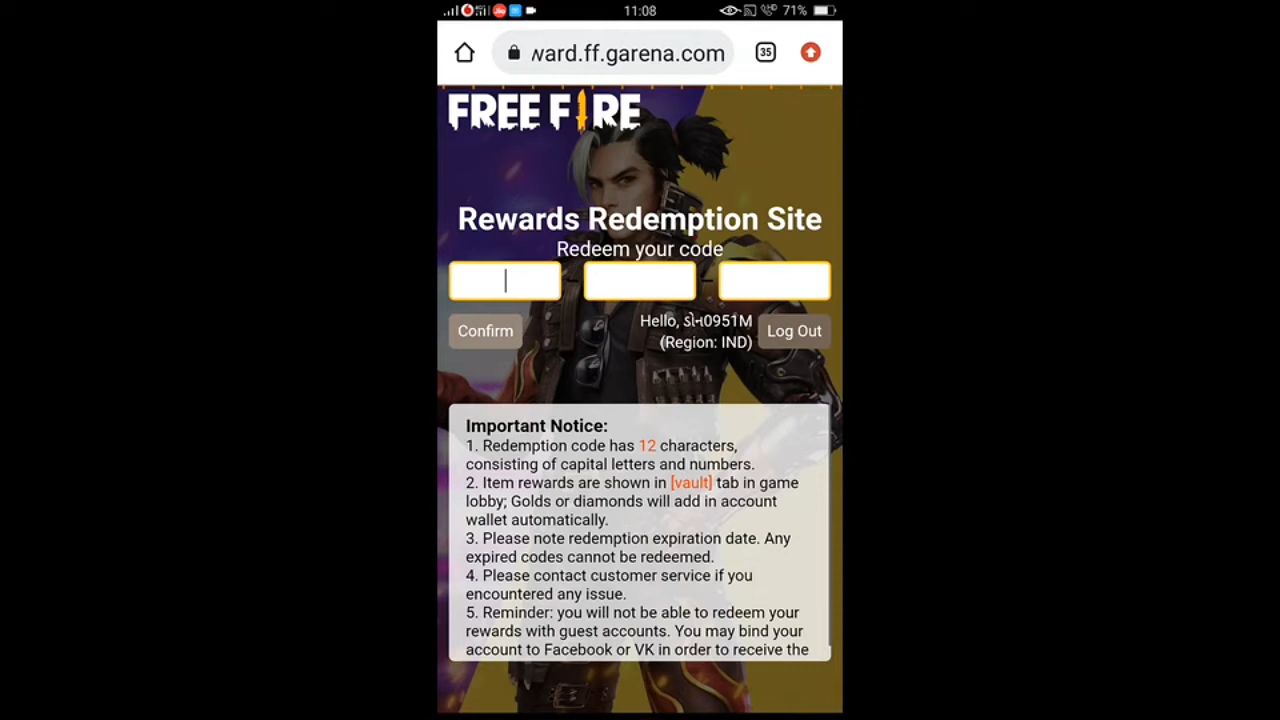 11:08
71%
ward.ff.garena.com
35
FREE FIRE
Rewards Redemption Site
Redeem your code
Confirm
Hello, ડોન0951M
(Region: IND)
Log Out
Important Notice:
1. Redemption code has 12 characters,
consisting of capital letters and numbers.
2. Item rewards are shown in [vault] tab in game
lobby; Golds or diamonds will add in account
wallet automatically.
3. Please note redemption expiration date. Any
expired codes cannot be redeemed.
4. Please contact customer service if you
encountered any issue.
5. Reminder: you will not be able to redeem your
rewards with guest accounts. You may bind your
account to Facebook or VK in order to receive the